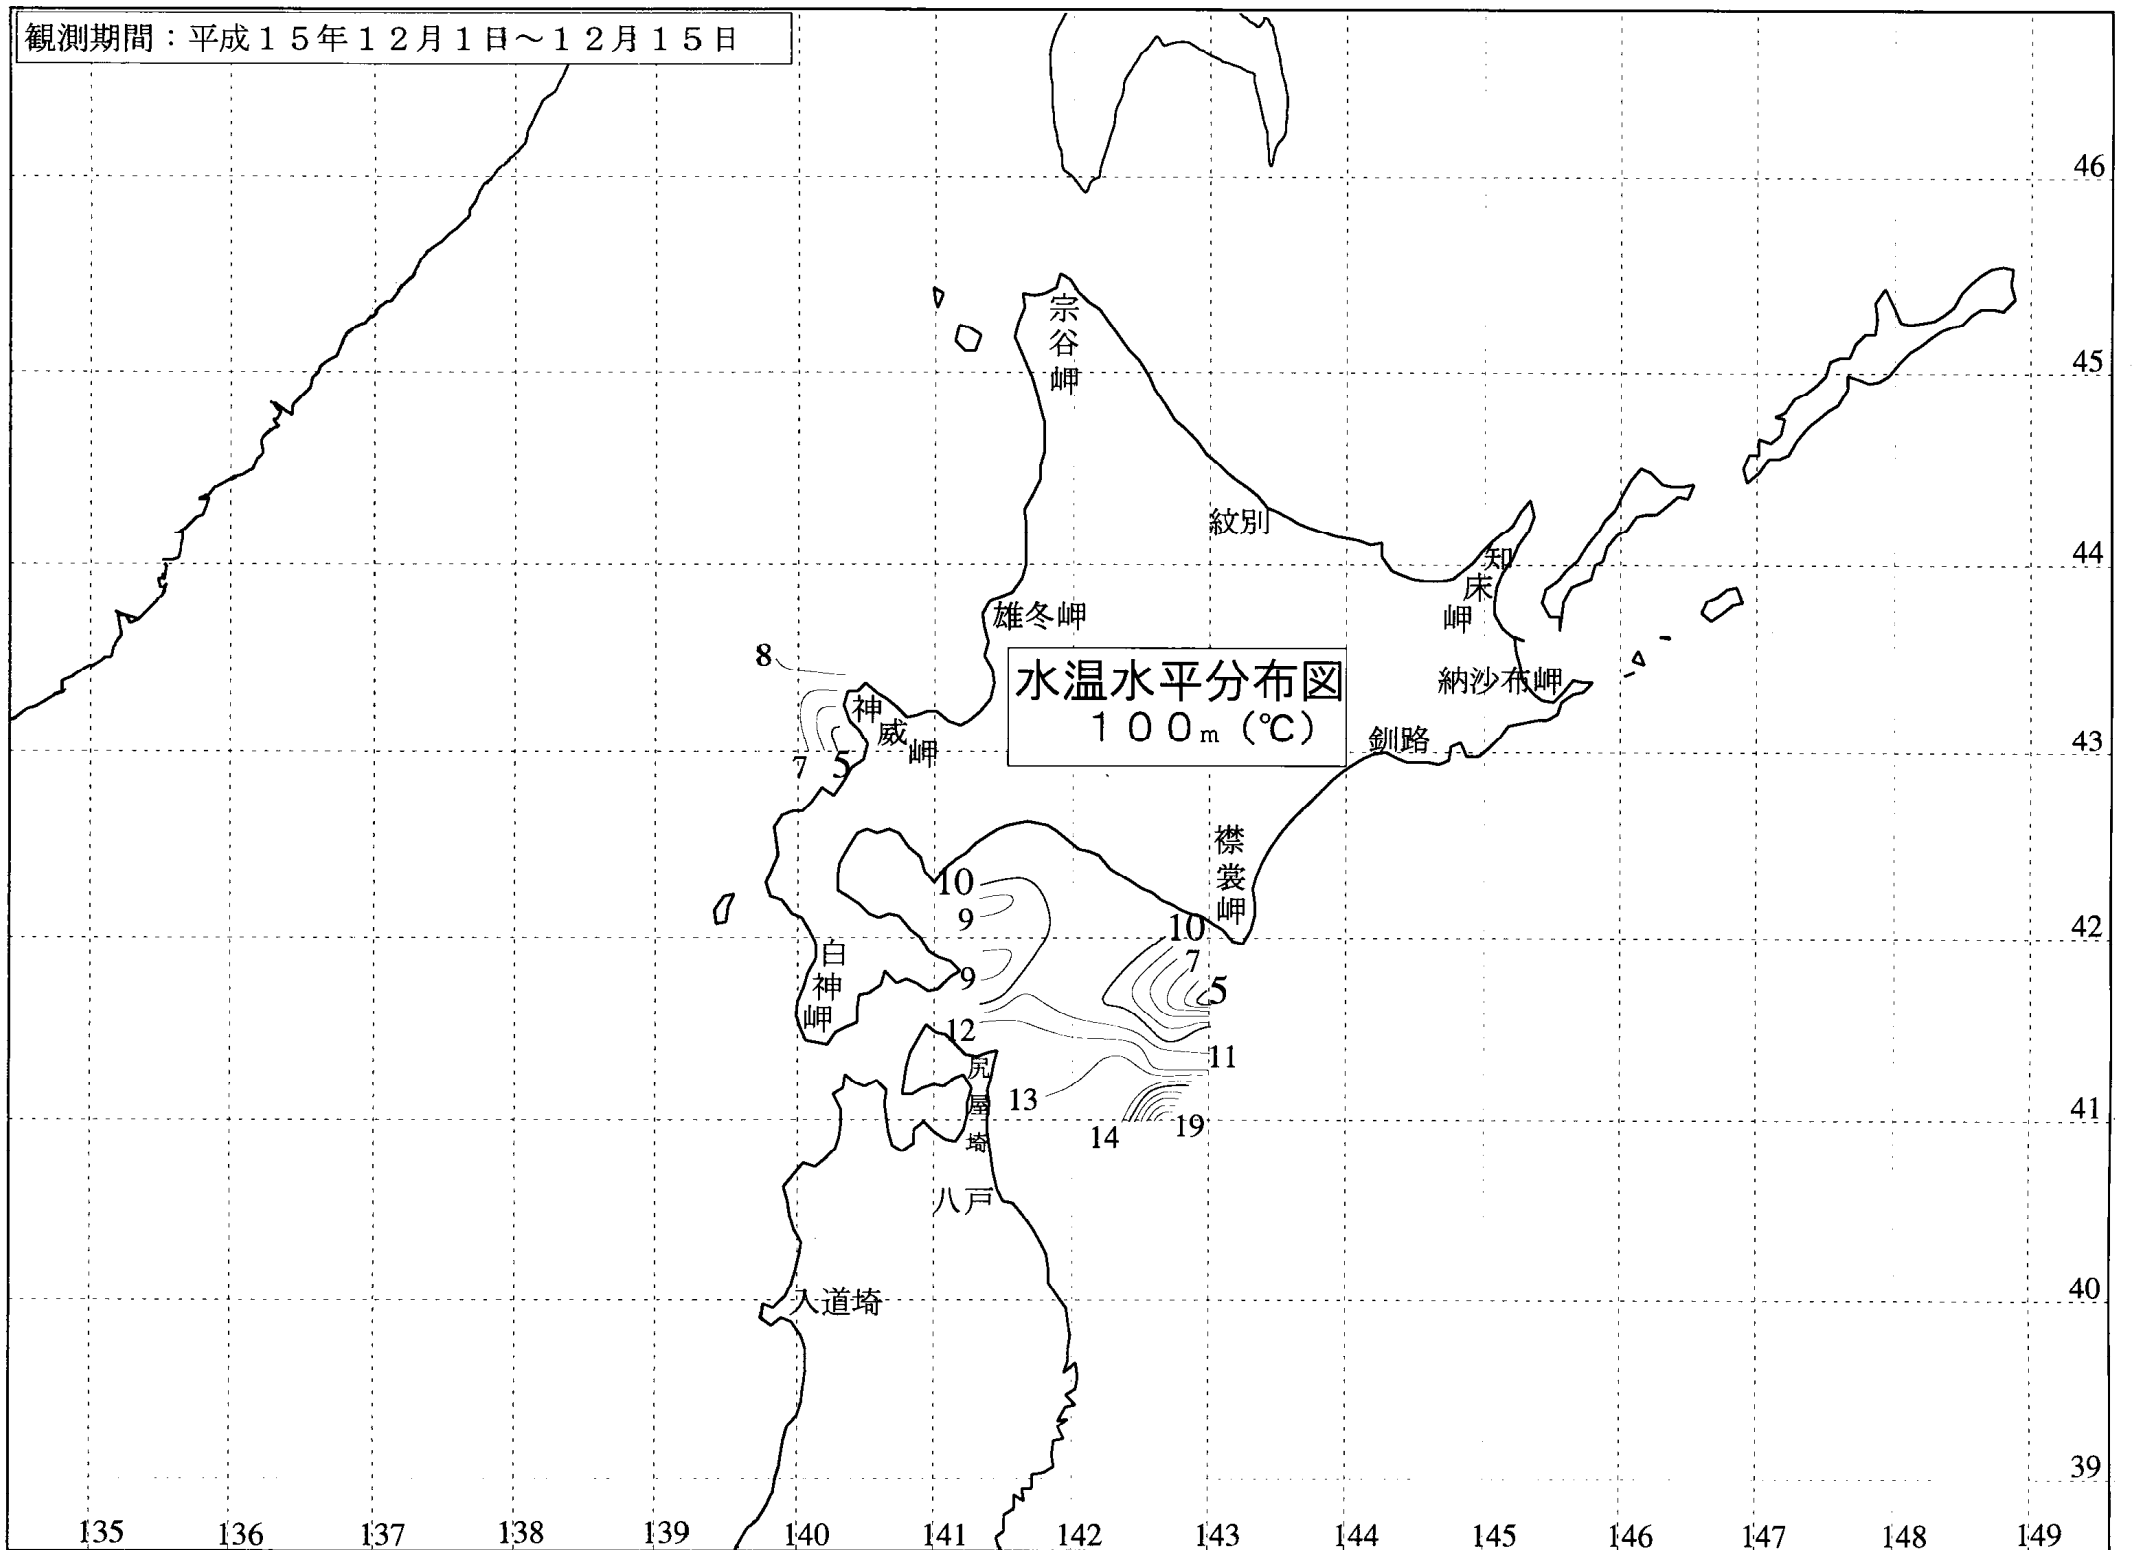 観測期間：平成１５年１２月１日～１２月１５日
46
宗谷岬
45
紋別
44
知床岬
雄冬岬
8
水温水平分布図
１００ｍ（℃）
納沙布岬
神威岬
釧路
43
7
5
襟裳岬
10
9
10
42
白神岬
7
9
5
12
11
尻屋埼
13
41
14
19
八戸
入道埼
40
39
135
136
137
138
139
140
141
142
143
144
145
146
147
148
149